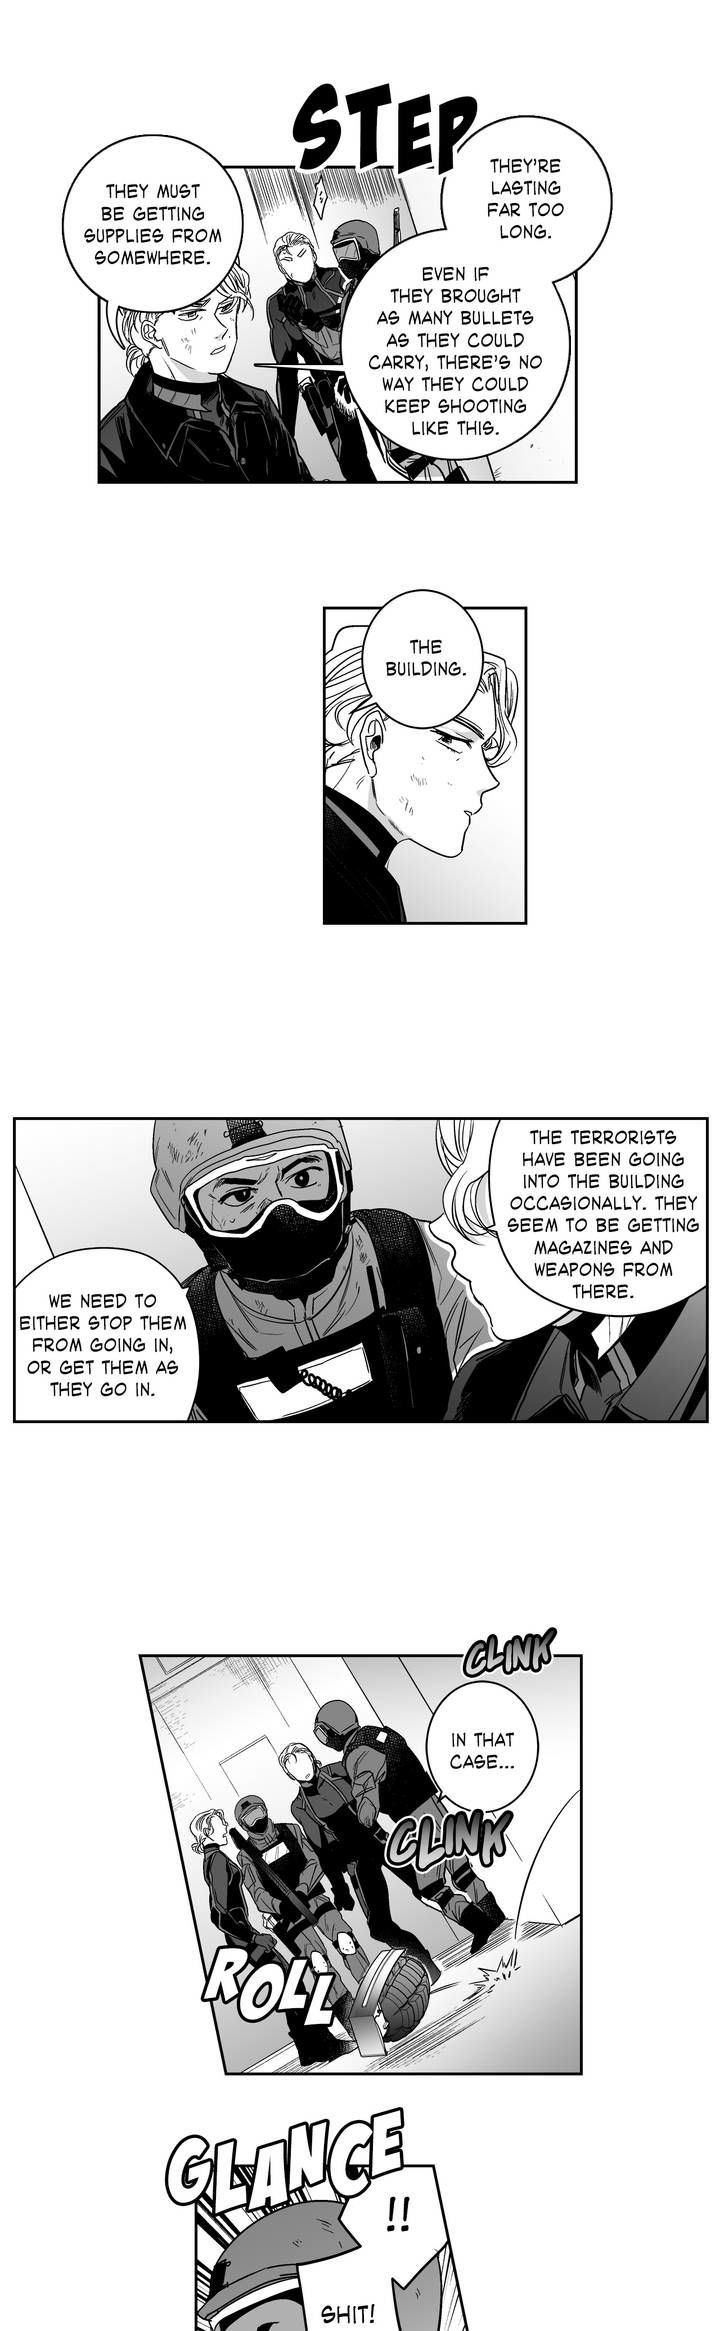 STEP
THEY MUST
BE GETTING
SUPPLIES FROM
SOMEWHERE.
THEY'RE
LASTING
FAR TOO
LONG.
EVEN IF
THEY BROUGHT
AS MANY BULLETS
AS THEY COULD
CARRY, THERE'S NO
WAY THEY COULD
KEEP SHOOTING
LIKE THIS.
THE
BUILDING.
THE TERRORISTS
HAVE BEEN GOING
INTO THE BUILDING
OCCASIONALLY. THEY
SEEM TO BE GETTING
MAGAZINES AND
WEAPONS FROM
THERE.
WE NEED TO
EITHER STOP THEM
FROM GOING IN,
OR GET THEM AS
THEY GO IN.
CLINK
IN THAT
CASE...
CLINK
ROLL
GLANCE
!!
SHIT!